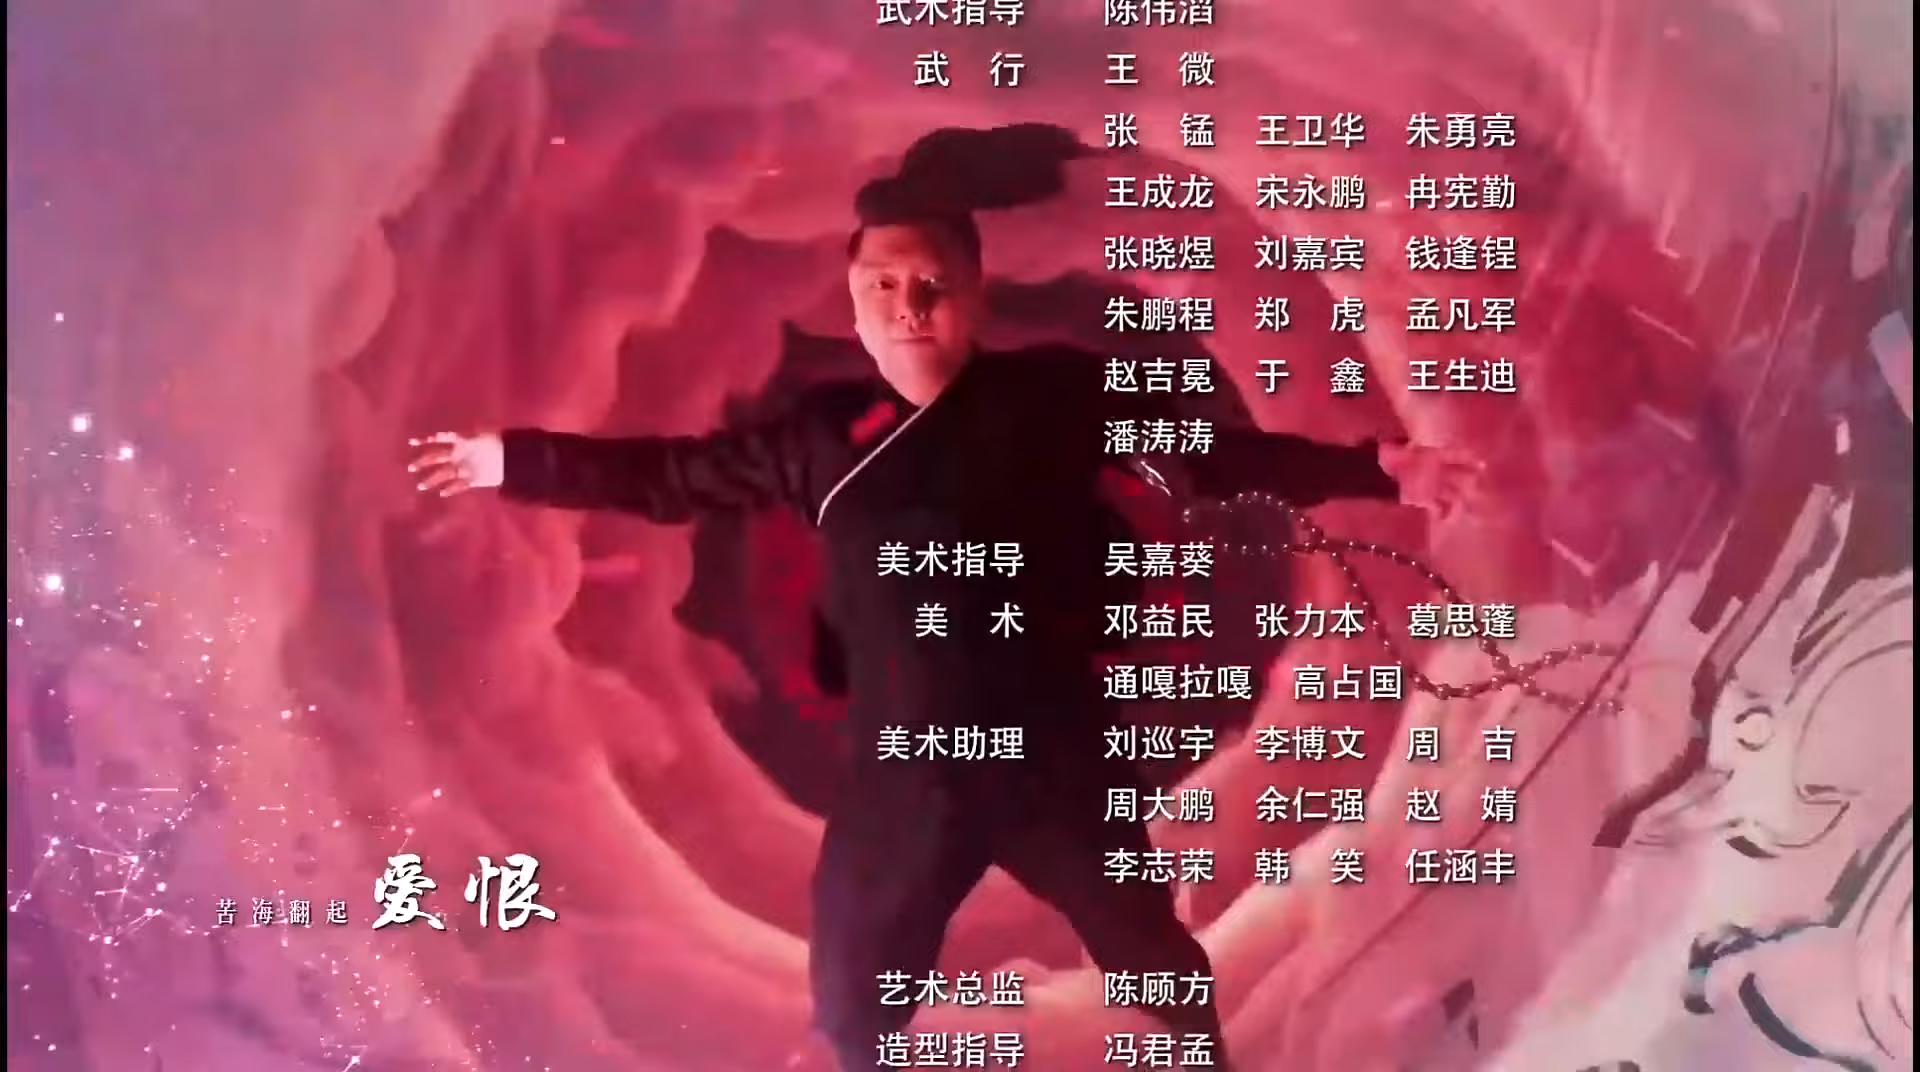 武术指导 陈伟滔
武 行 王 微
张 锰 王卫华 朱勇亮
王成龙 宋永鹏 冉宪勤
张晓煜 刘嘉宾 钱逢锃
朱鹏程 郑 虎 孟凡军
赵吉冕 于 鑫 王生迪
潘涛涛
美术指导 吴嘉葵
美 术 邓益民 张力本 葛思蓬
通嘎拉嘎 高占国
美术助理 刘巡宇 李博文 周 吉
周大鹏 余仁强 赵 婧
李志荣 韩 笑 任涵丰
苦海翻起 爱恨
艺术总监 陈顾方
造型指导 冯君孟